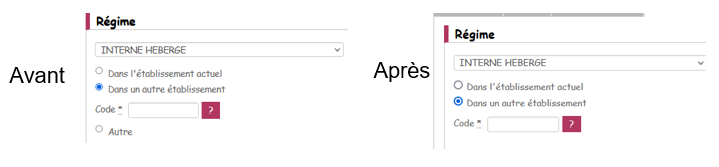 Avant
Régime
INTERNE HEBERGE
Dans l'établissement actuel
Dans un autre établissement
Code * ?
Autre
Après
Régime
INTERNE HEBERGE
Dans l'établissement actuel
Dans un autre établissement
Code * ?